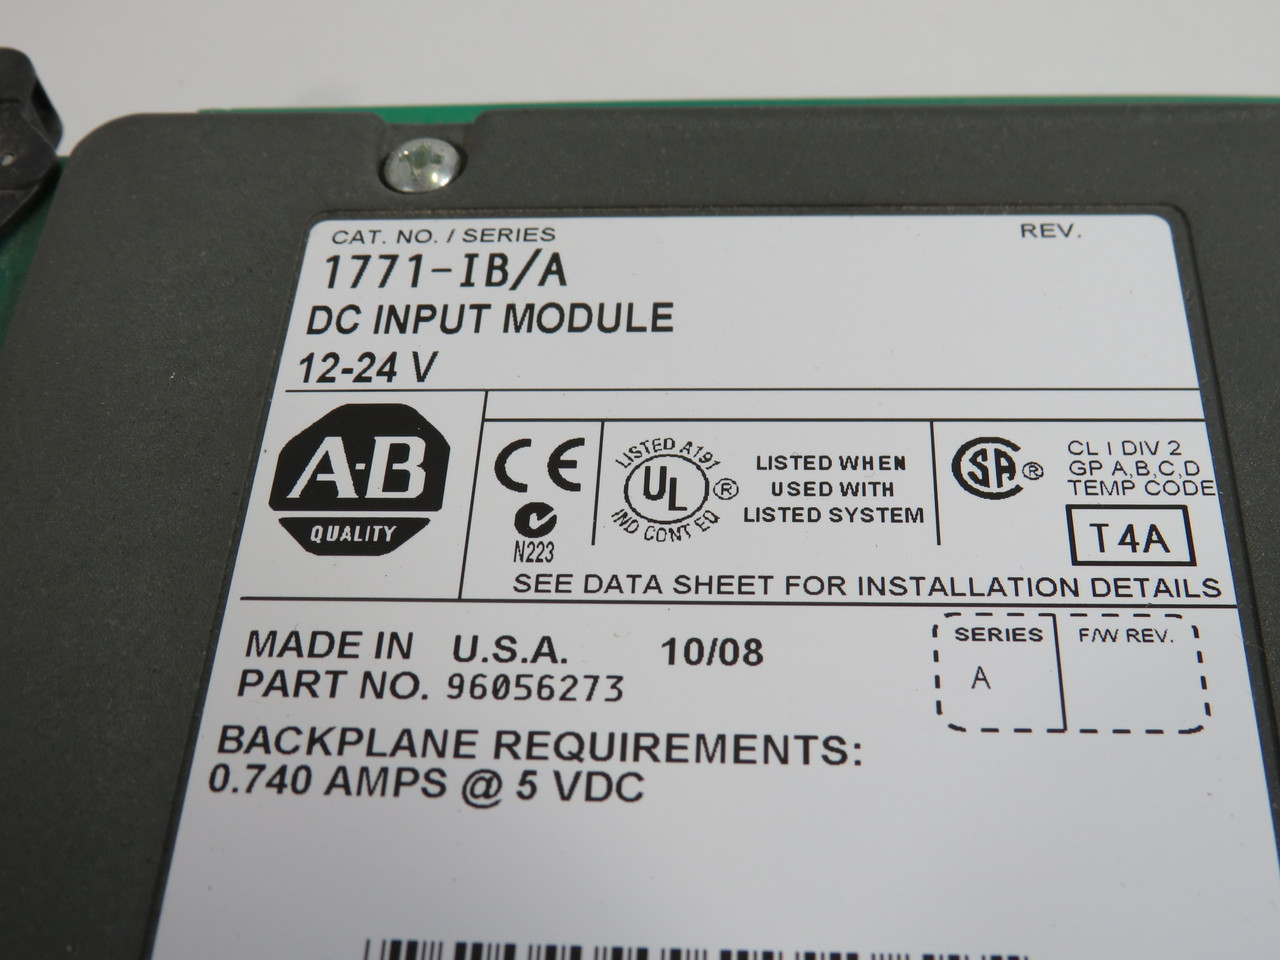 CAT. NO. / SERIES
REV.
1771-IB/A
DC INPUT MODULE
12-24 V
A-B
QUALITY
CE
N223
LISTED A191
UL ®
IND CONT EQ
LISTED WHEN
USED WITH
LISTED SYSTEM
SA ®
CL I DIV 2
GP A,B,C,D
TEMP CODE
T4A
SEE DATA SHEET FOR INSTALLATION DETAILS
MADE IN U.S.A. 10/08
PART NO. 96056273
SERIES
F/W REV.
A
BACKPLANE REQUIREMENTS:
0.740 AMPS @ 5 VDC